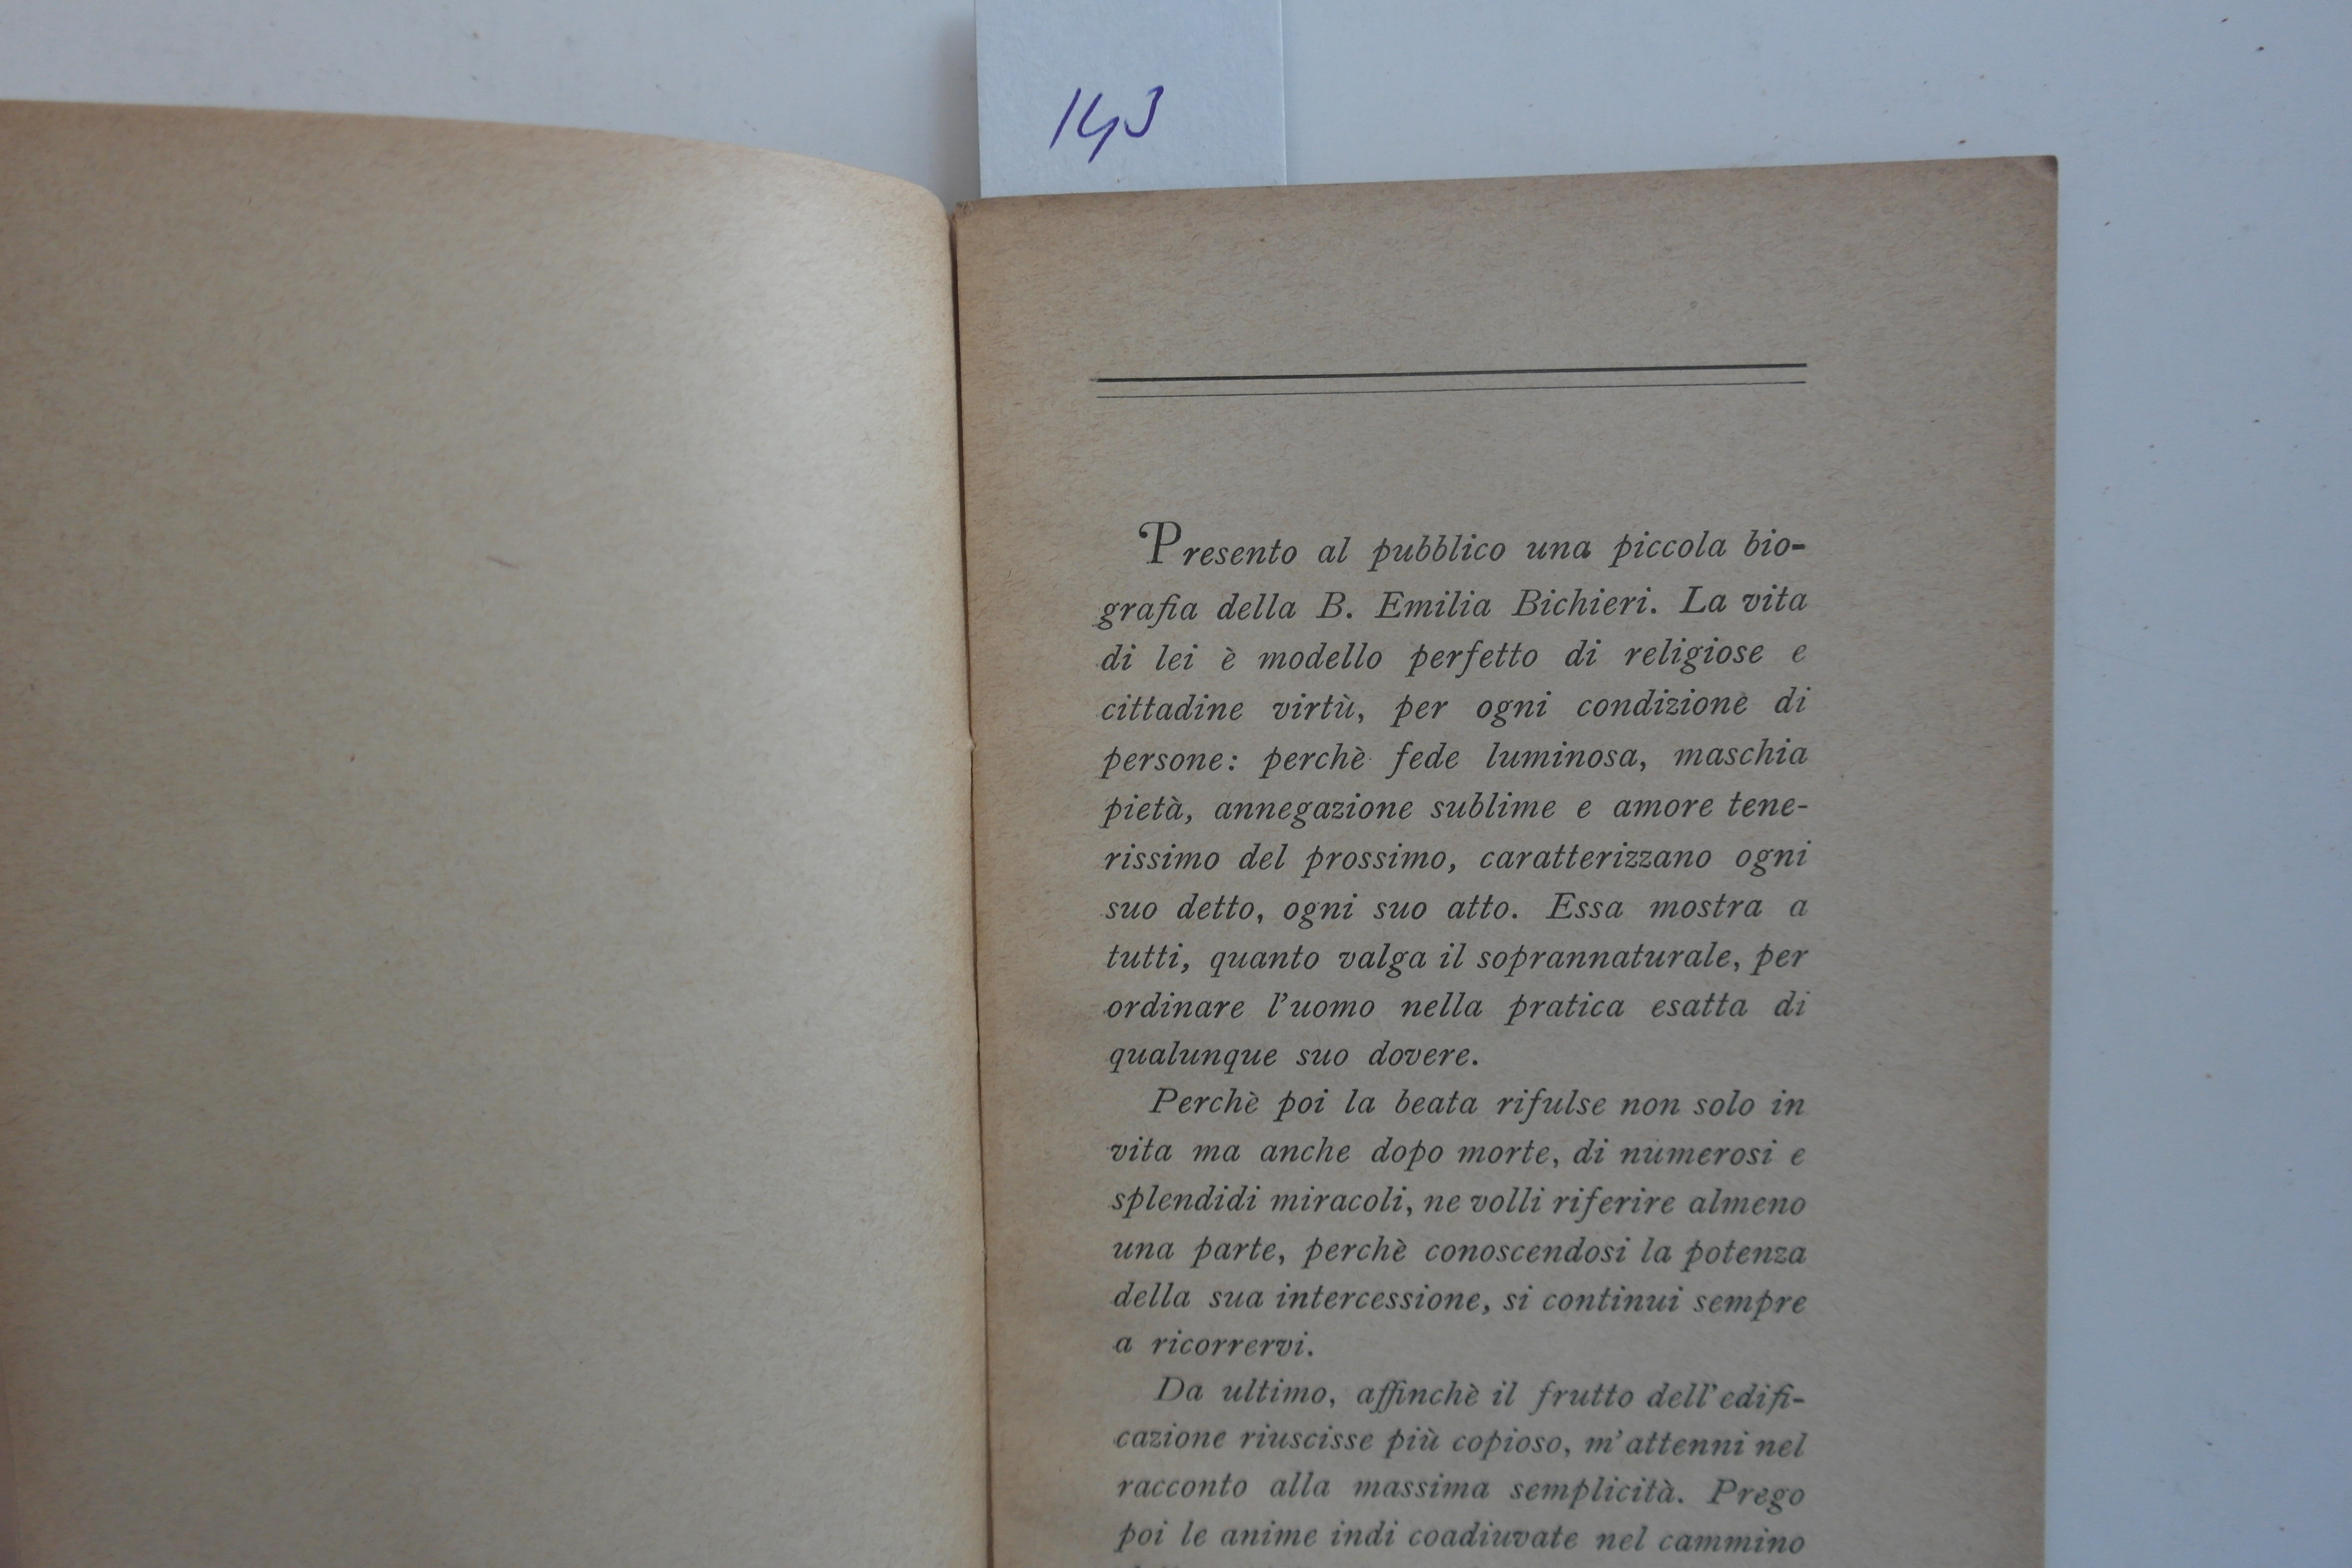 143
Presento al pubblico una piccola bio-
grafia della B. Emilia Bichieri. La vita
di lei è modello perfetto di religiose e
cittadine virtù, per ogni condizione di
persone: perchè fede luminosa, maschia
pietà, annegazione sublime e amore tene-
rissimo del prossimo, caratterizzano ogni
suo detto, ogni suo atto. Essa mostra a
tutti, quanto valga il soprannaturale, per
ordinare l'uomo nella pratica esatta di
qualunque suo dovere.
Perchè poi la beata rifulse non solo in
vita ma anche dopo morte, di numerosi e
splendidi miracoli, ne volli riferire almeno
una parte, perchè conoscendosi la potenza
della sua intercessione, si continui sempre
a ricorrervi.
Da ultimo, affinchè il frutto dell'edifi-
cazione riuscisse più copioso, m'attenni nel
racconto alla massima semplicità. Prego
poi le anime indi coadiuvate nel cammino